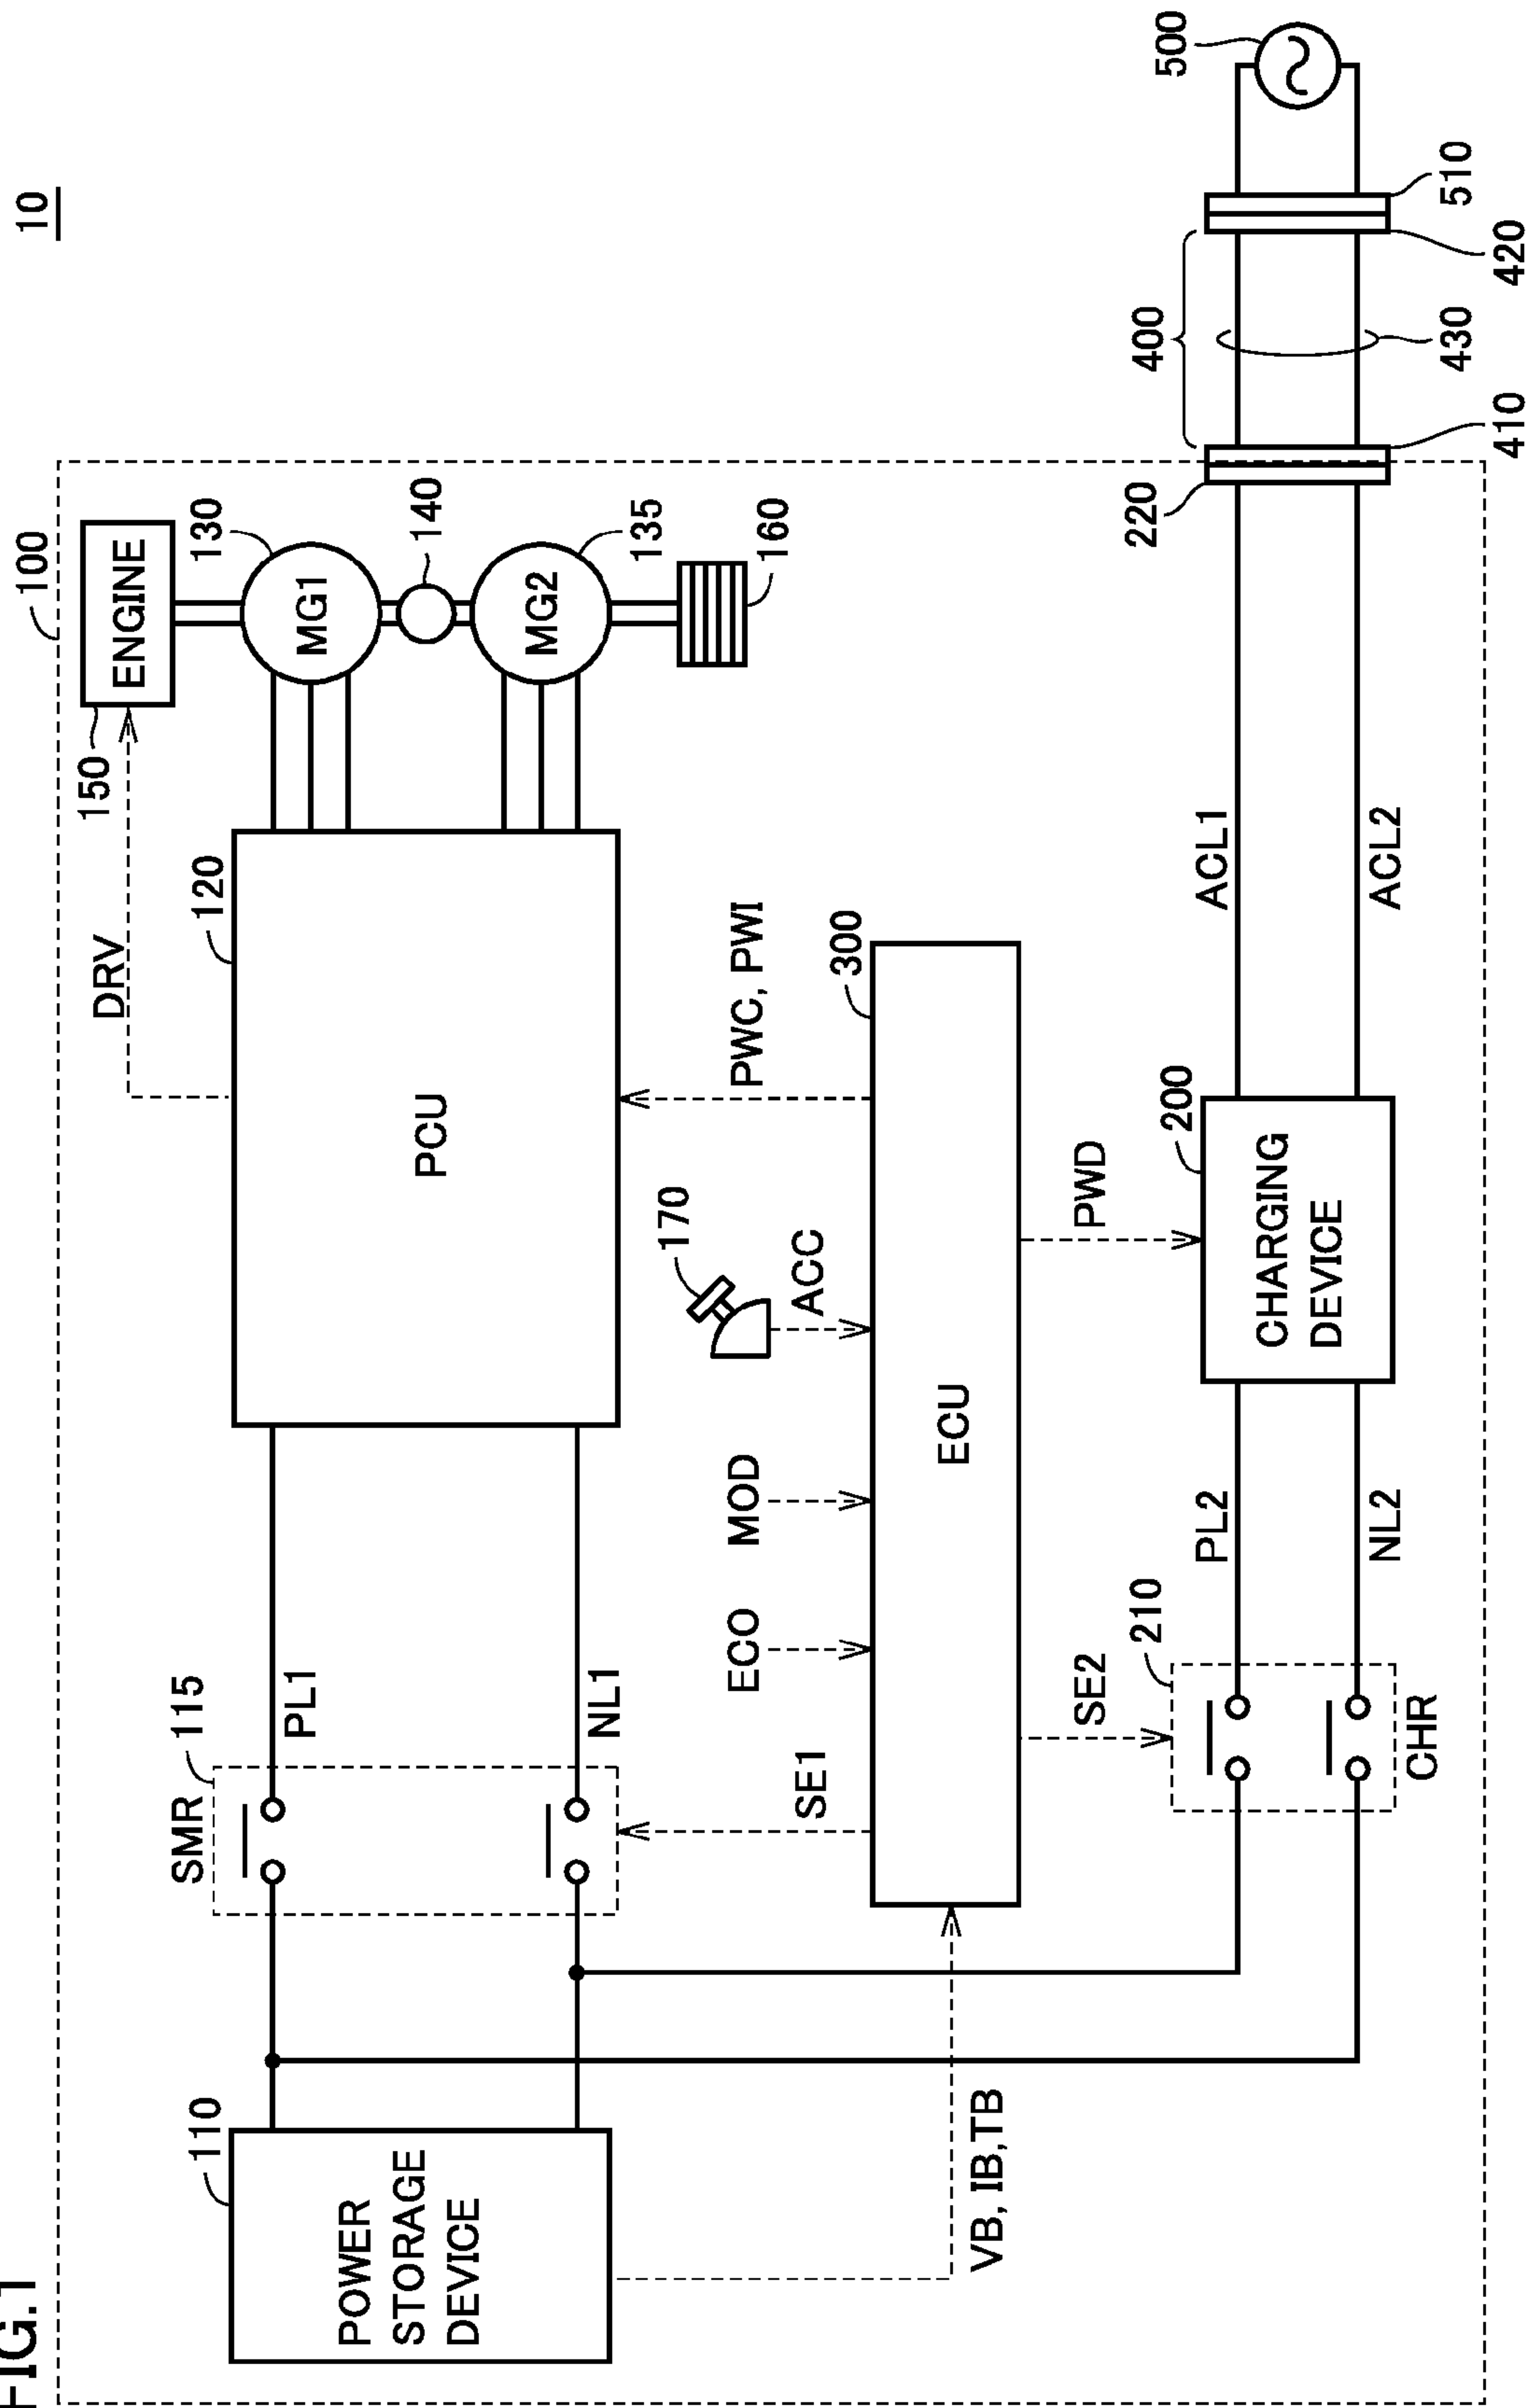 FIG.1
10
100
ENGINE
150
DRV
130
MG1
140
MG2
135
160
120
PCU
115
SMR
PL1
NL1
110
POWER
STORAGE
DEVICE
PWC, PWI
170
ACC
MOD
ECO
SE1
300
ECU
VB, IB,TB
PWD
SE2
200
CHARGING
DEVICE
210
CHR
PL2
NL2
ACL1
ACL2
220
410
400
430
420
510
500